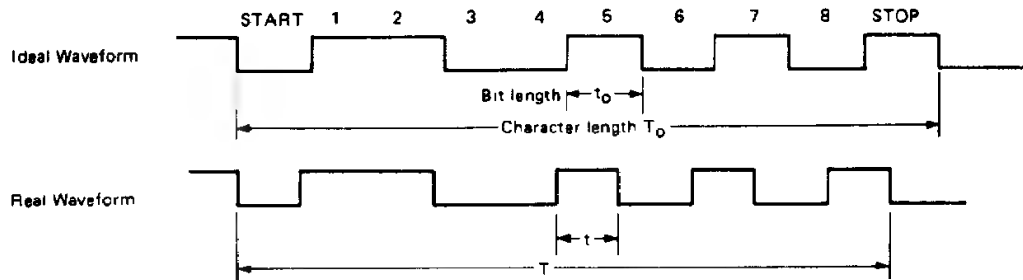 START 1 2 3 4 5 6 7 8 STOP
Ideal Waveform
Bit length t₀
Character length T₀
Real Waveform
t
T